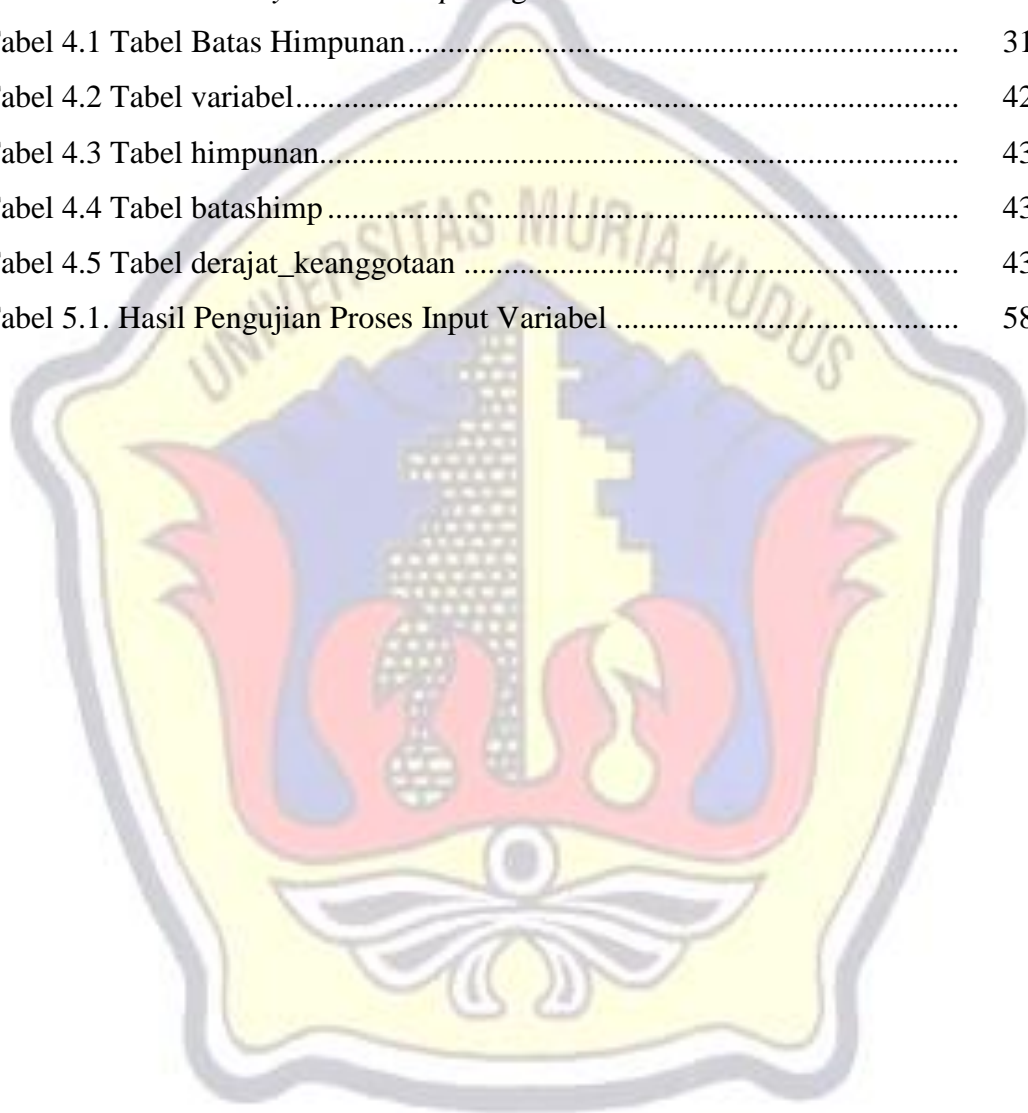 abel 4.1 Tabel Batas Himpunan........................................................................ 31
abel 4.2 Tabel variabel...................................................................................... 42
abel 4.3 Tabel himpunan................................................................................... 43
abel 4.4 Tabel batashimp .................................................................................. 43
abel 4.5 Tabel derajat_keanggotaan ................................................................. 43
abel 5.1. Hasil Pengujian Proses Input Variabel .............................................. 58
UNIVERSITAS MURIA KUDUS